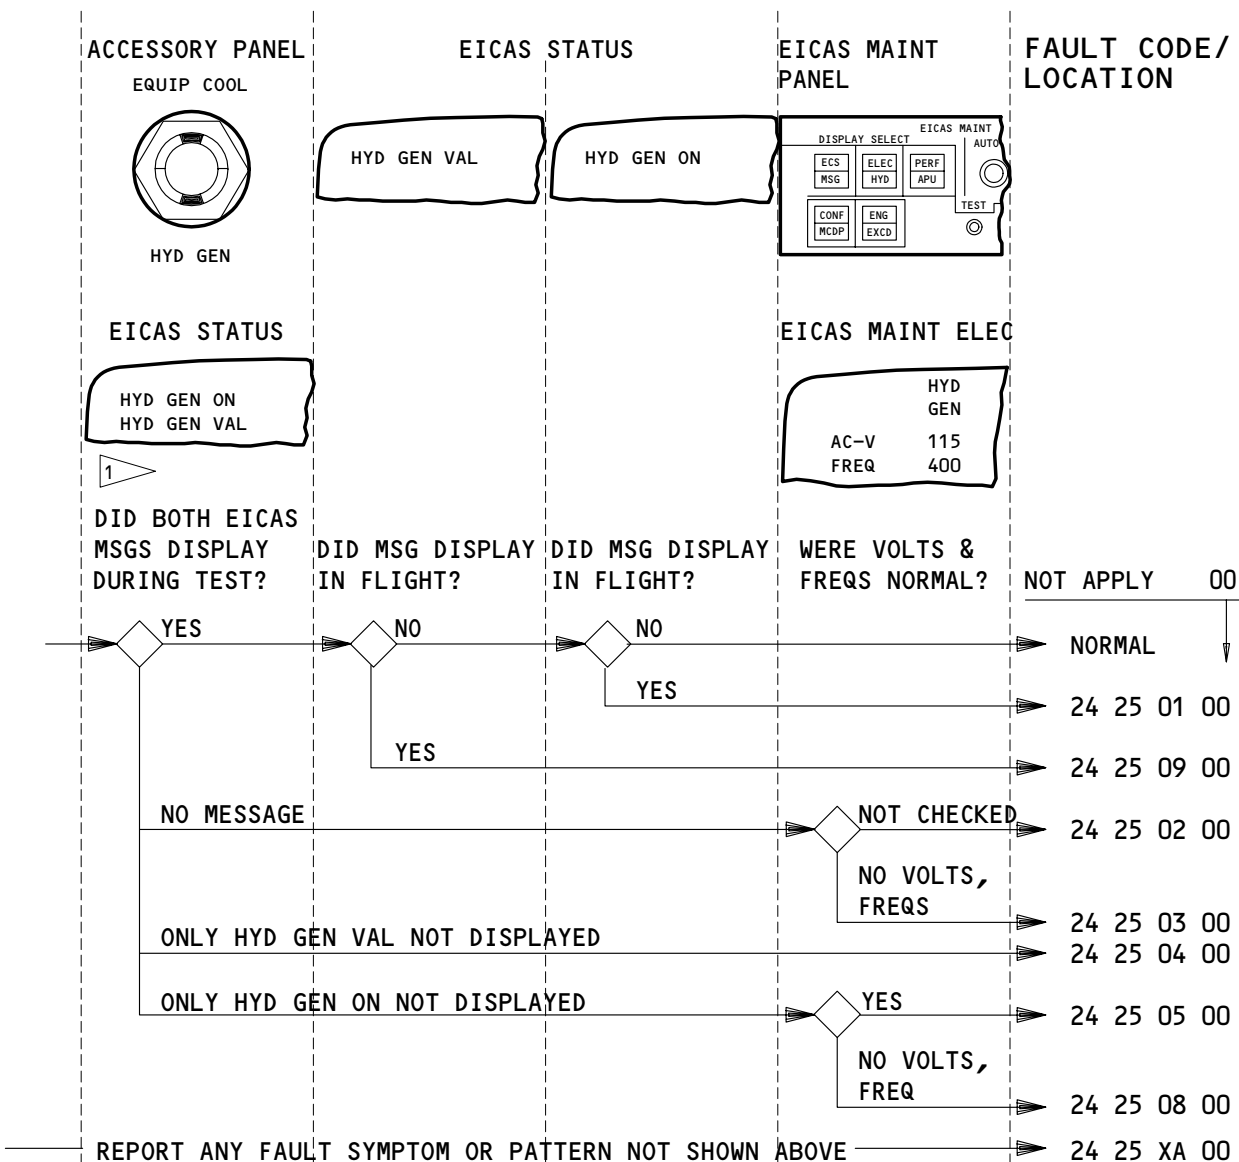 ACCESSORY PANEL
EICAS STATUS
EICAS MAINT
PANEL
FAULT CODE/
LOCATION
EQUIP COOL
HYD GEN
HYD GEN VAL
HYD GEN ON
EICAS MAINT
DISPLAY SELECT
AUTO
ECS
MSG
ELEC
HYD
PERF
APU
TEST
CONF
MCDP
ENG
EXCD
EICAS STATUS
EICAS MAINT ELEC
HYD GEN ON
HYD GEN VAL
HYD
GEN
AC-V 115
FREQ 400
1
DID BOTH EICAS
MSGS DISPLAY
DURING TEST?
DID MSG DISPLAY
IN FLIGHT?
DID MSG DISPLAY
IN FLIGHT?
WERE VOLTS &
FREQS NORMAL?
NOT APPLY 00
YES
NO
NO
NORMAL
YES
24 25 01 00
YES
24 25 09 00
NO MESSAGE
NOT CHECKED
24 25 02 00
NO VOLTS,
FREQS
24 25 03 00
ONLY HYD GEN VAL NOT DISPLAYED
24 25 04 00
ONLY HYD GEN ON NOT DISPLAYED
YES
24 25 05 00
NO VOLTS,
FREQ
24 25 08 00
REPORT ANY FAULT SYMPTOM OR PATTERN NOT SHOWN ABOVE
24 25 XA 00